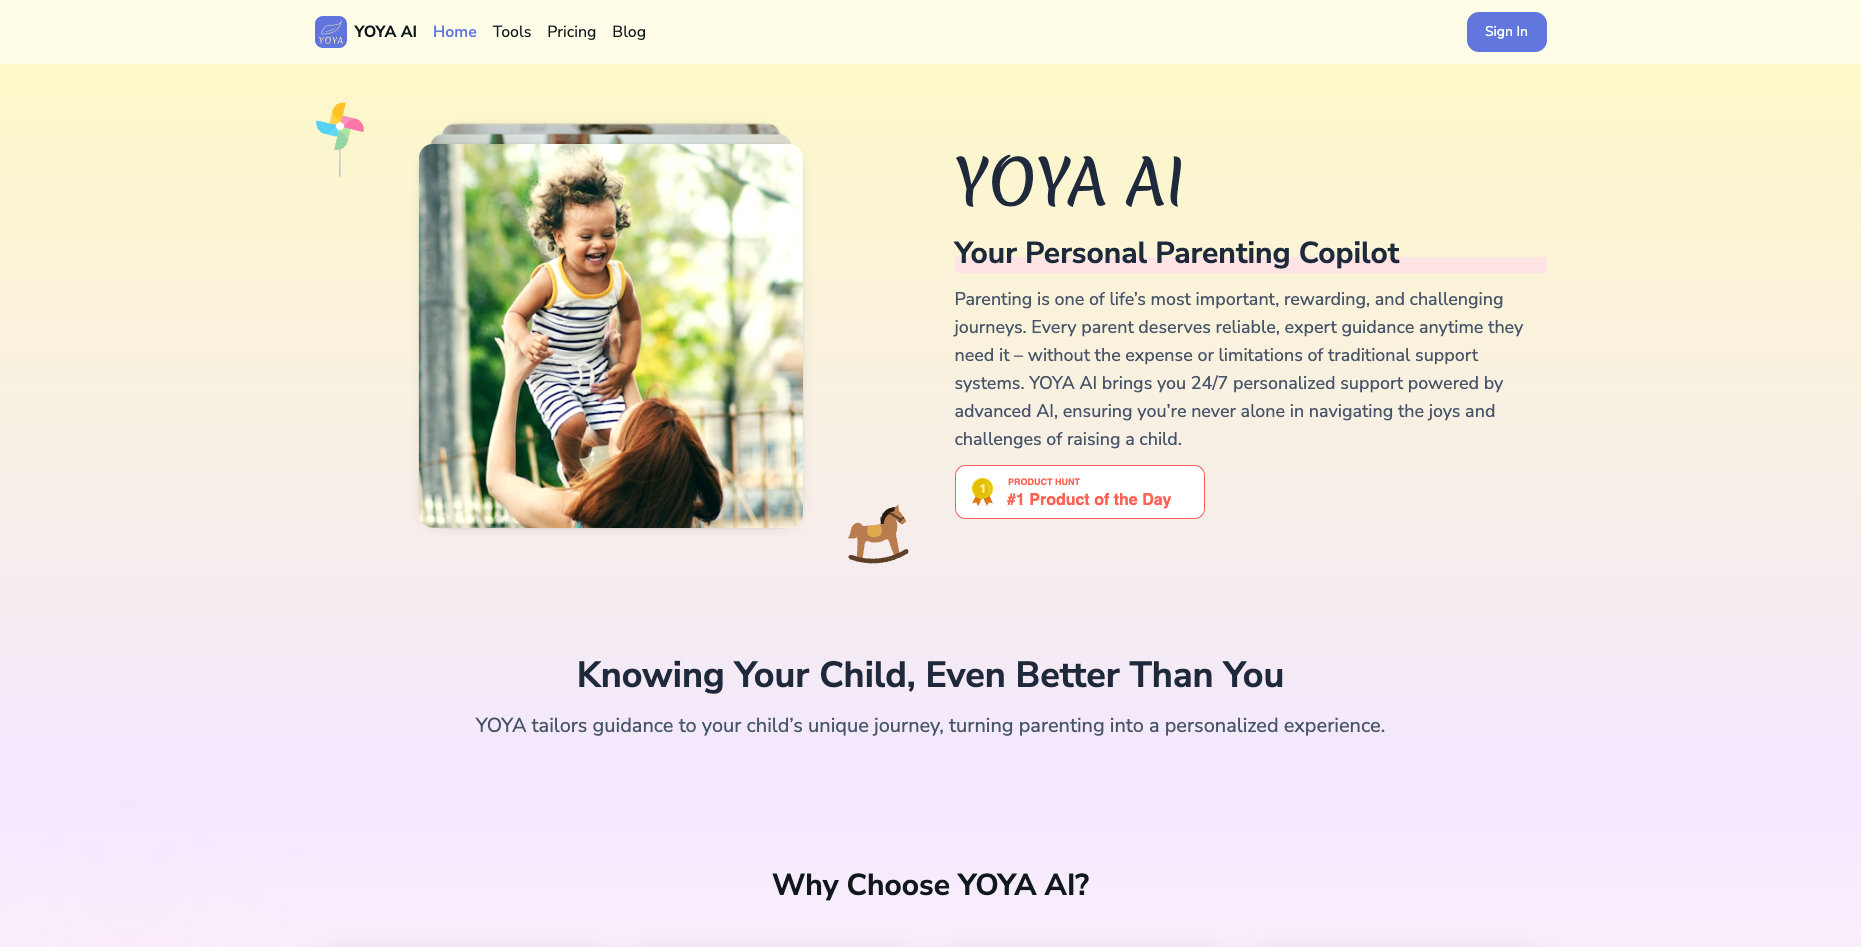 YOYA
YOYA AI
Home
Tools
Pricing
Blog
Sign In
YOYA AI
Your Personal Parenting Copilot
Parenting is one of life’s most important, rewarding, and challenging
journeys. Every parent deserves reliable, expert guidance anytime they
need it – without the expense or limitations of traditional support
systems. YOYA AI brings you 24/7 personalized support powered by
advanced AI, ensuring you’re never alone in navigating the joys and
challenges of raising a child.
1
PRODUCT HUNT
#1 Product of the Day
Knowing Your Child, Even Better Than You
YOYA tailors guidance to your child’s unique journey, turning parenting into a personalized experience.
Why Choose YOYA AI?